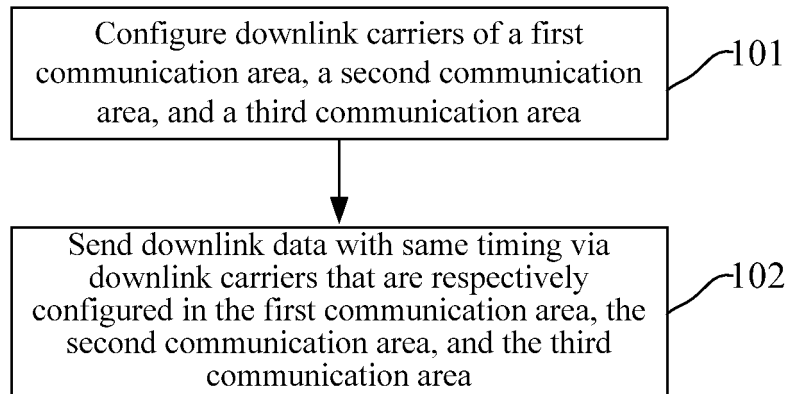 Configure downlink carriers of a first
communication area, a second communication
area, and a third communication area
101
Send downlink data with same timing via
downlink carriers that are respectively
configured in the first communication area, the
second communication area, and the third
communication area
102